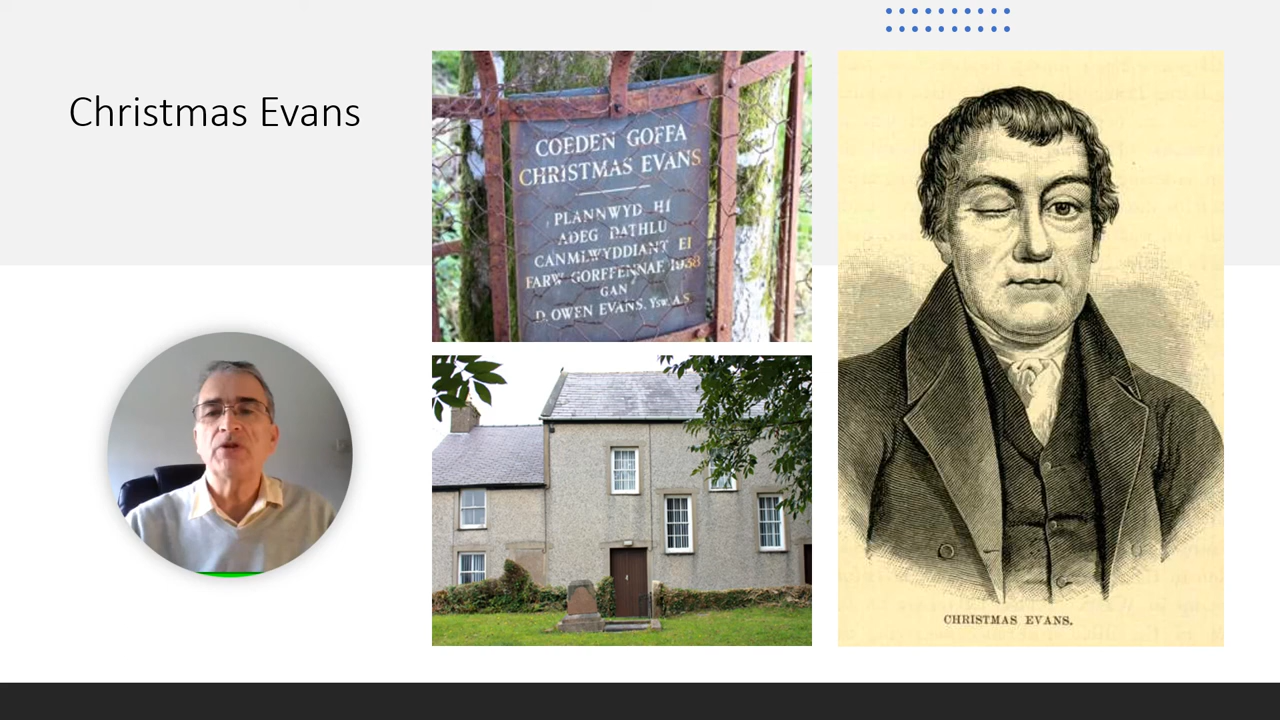 Christmas Evans
COEDEN GOFFA
CHRISTMAS EVANS
PLANNWYD HI
ADEG DATHLU
CANMLWYDDIANT EI
FARW GORFFENNAF 1938
GAN
D. OWEN EVANS, Ysw. A.S.
CHRISTMAS EVANS.